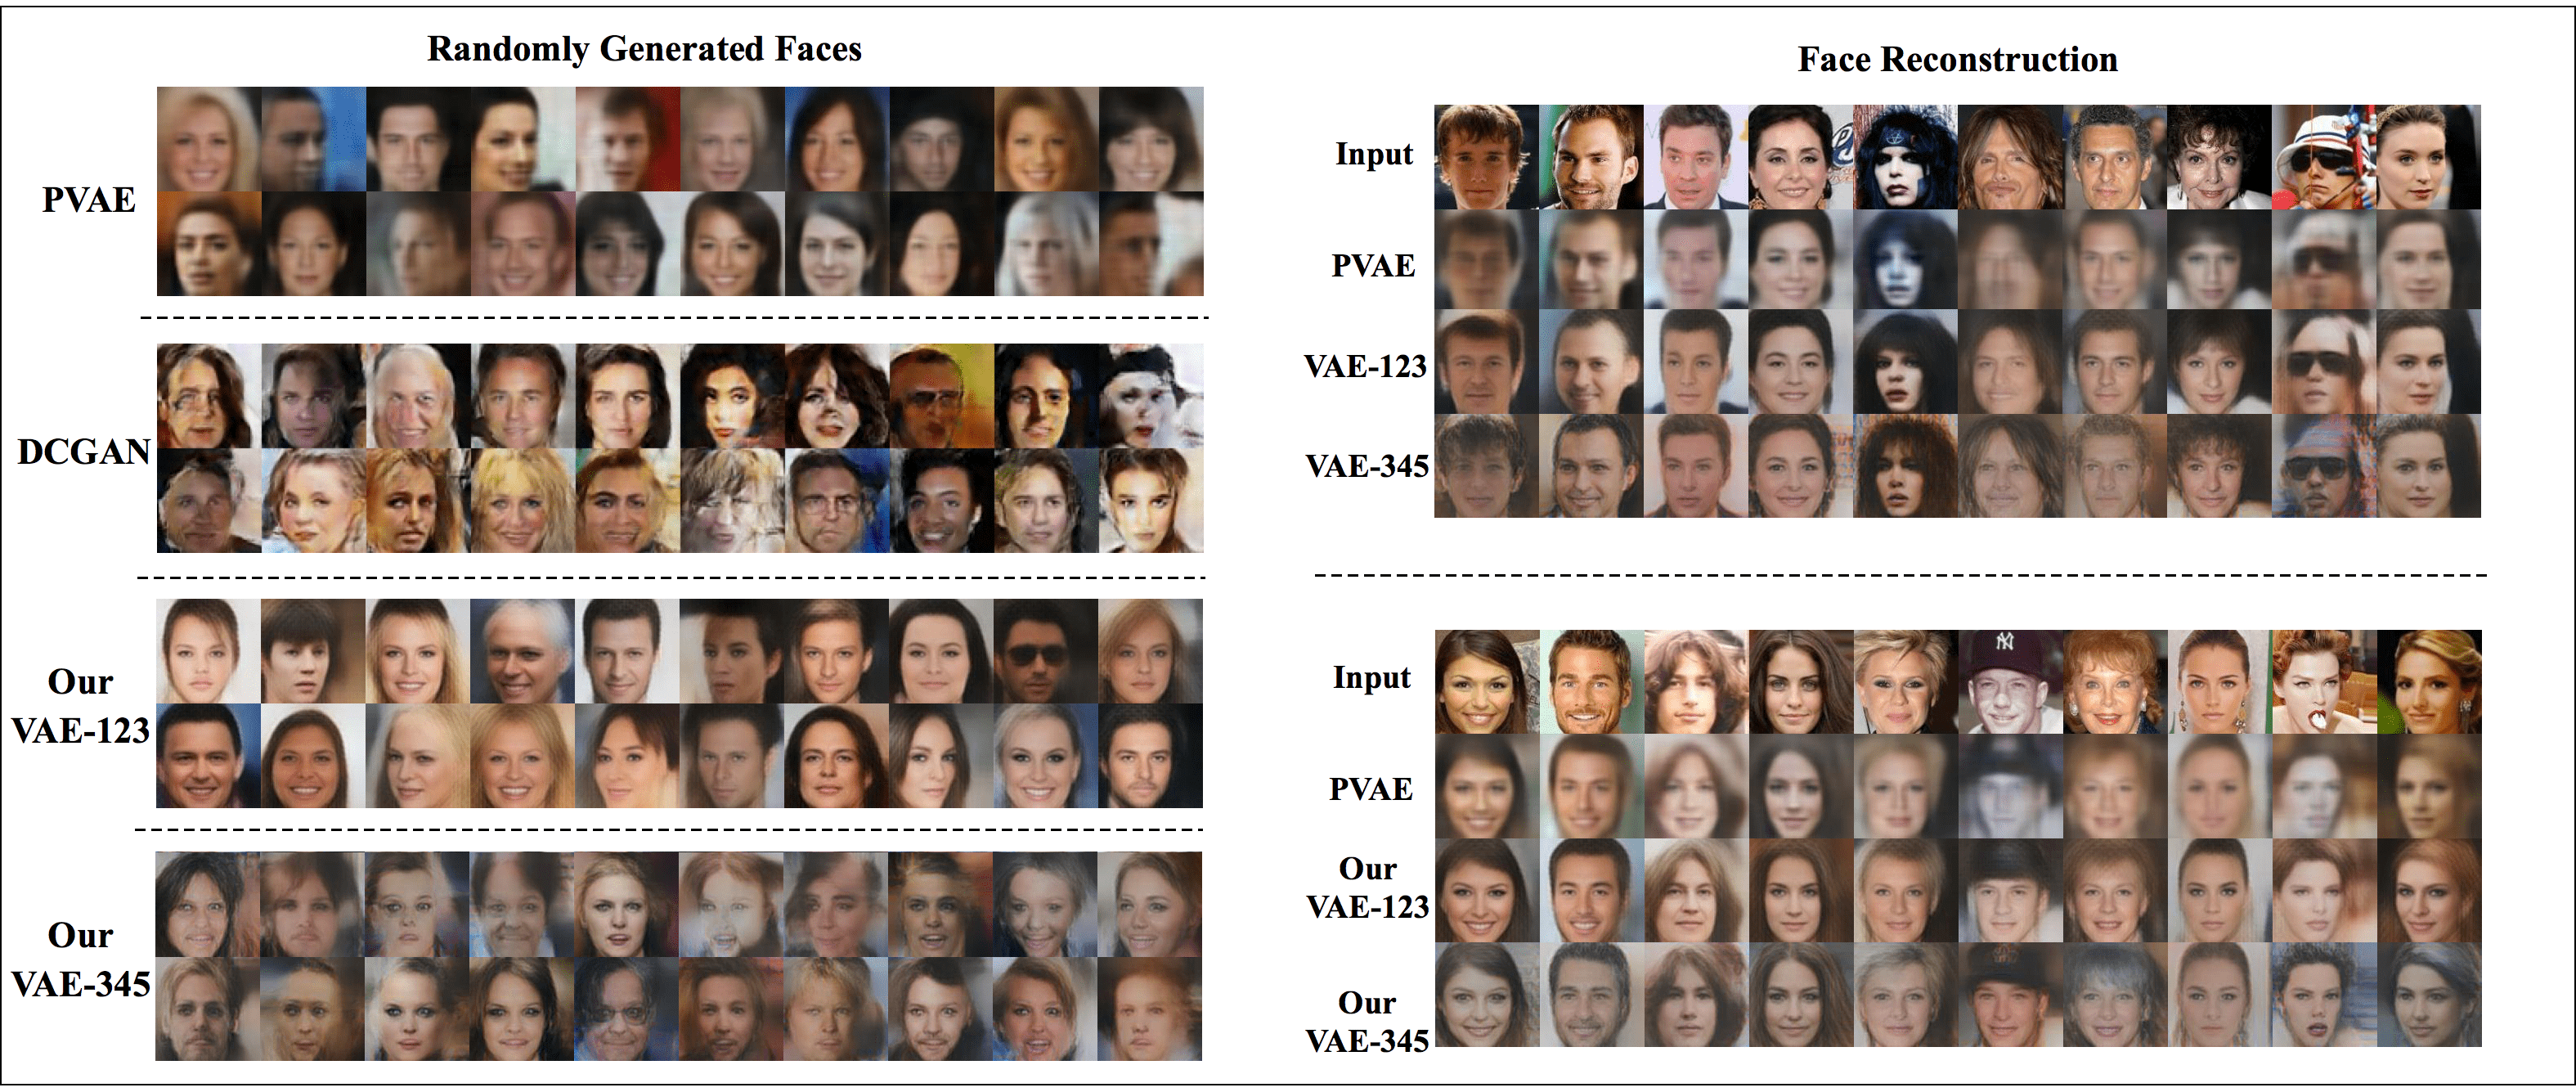 Randomly Generated Faces
PVAE
DCGAN
Our
VAE-123
Our
VAE-345
Face Reconstruction
Input
PVAE
VAE-123
VAE-345
Input
PVAE
Our
VAE-123
Our
VAE-345